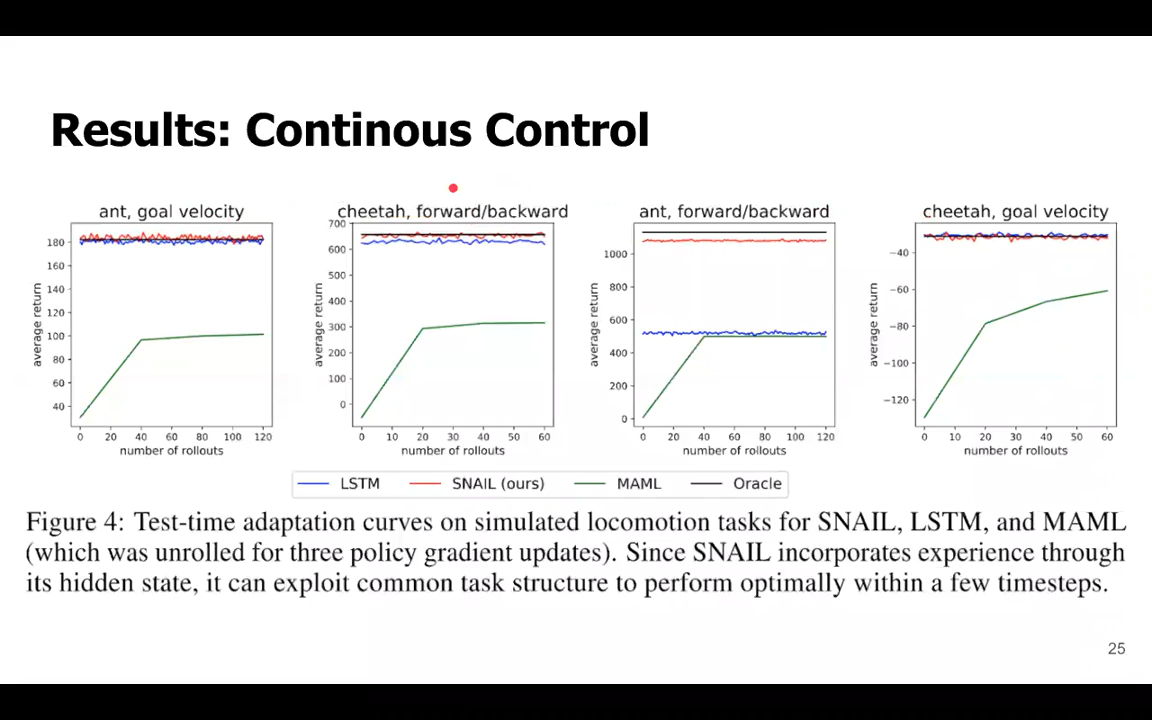 Results: Continous Control
ant, goal velocity
cheetah, forward/backward
ant, forward/backward
cheetah, goal velocity
average return
180
160
140
120
100
80
60
40
0 20 40 60 80 100 120
number of rollouts
average return
700
600
500
400
300
200
100
0
0 10 20 30 40 50 60
number of rollouts
average return
1000
800
600
400
200
0
0 20 40 60 80 100 120
number of rollouts
average return
−40
−60
−80
−100
−120
0 10 20 30 40 50 60
number of rollouts
LSTM SNAIL (ours) MAML Oracle
Figure 4: Test-time adaptation curves on simulated locomotion tasks for SNAIL, LSTM, and MAML
(which was unrolled for three policy gradient updates). Since SNAIL incorporates experience through
its hidden state, it can exploit common task structure to perform optimally within a few timesteps.
25